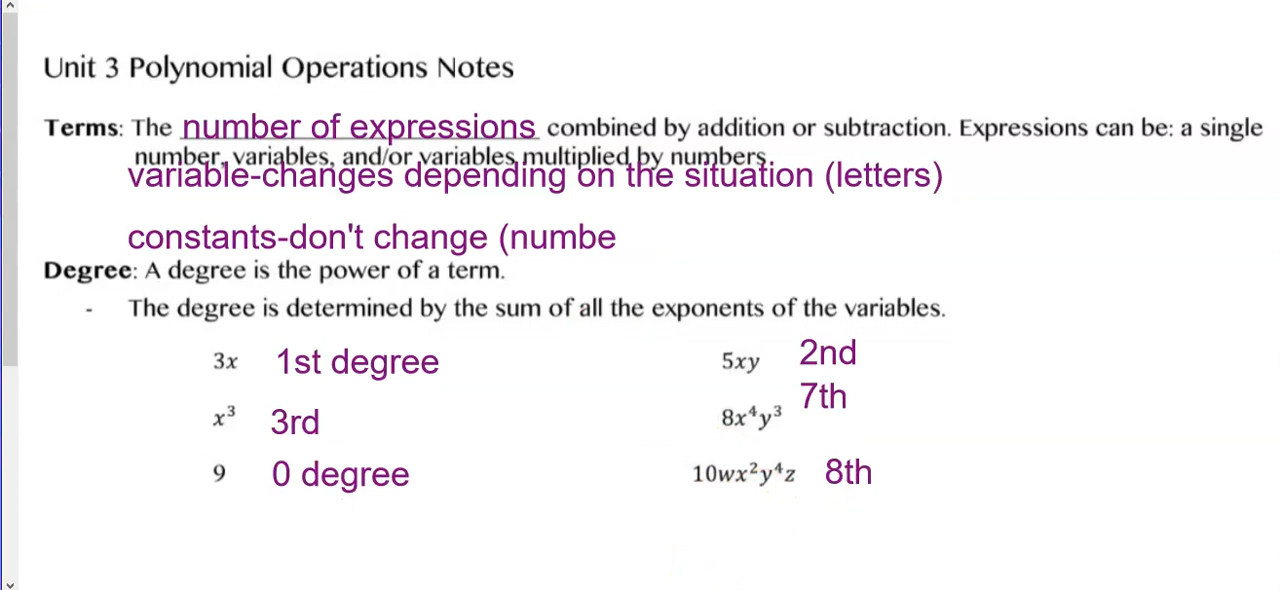 Unit 3 Polynomial Operations Notes
Terms: The number of expressions combined by addition or subtraction. Expressions can be: a single
number, variables, and/or variables multiplied by numbers.
variable-changes depending on the situation (letters)
constants-don't change (numbe
Degree: A degree is the power of a term.
- The degree is determined by the sum of all the exponents of the variables.
3x 1st degree 5xy 2nd
x³ 3rd 8x⁴y³ 7th
9 0 degree 10wx²y⁴z 8th